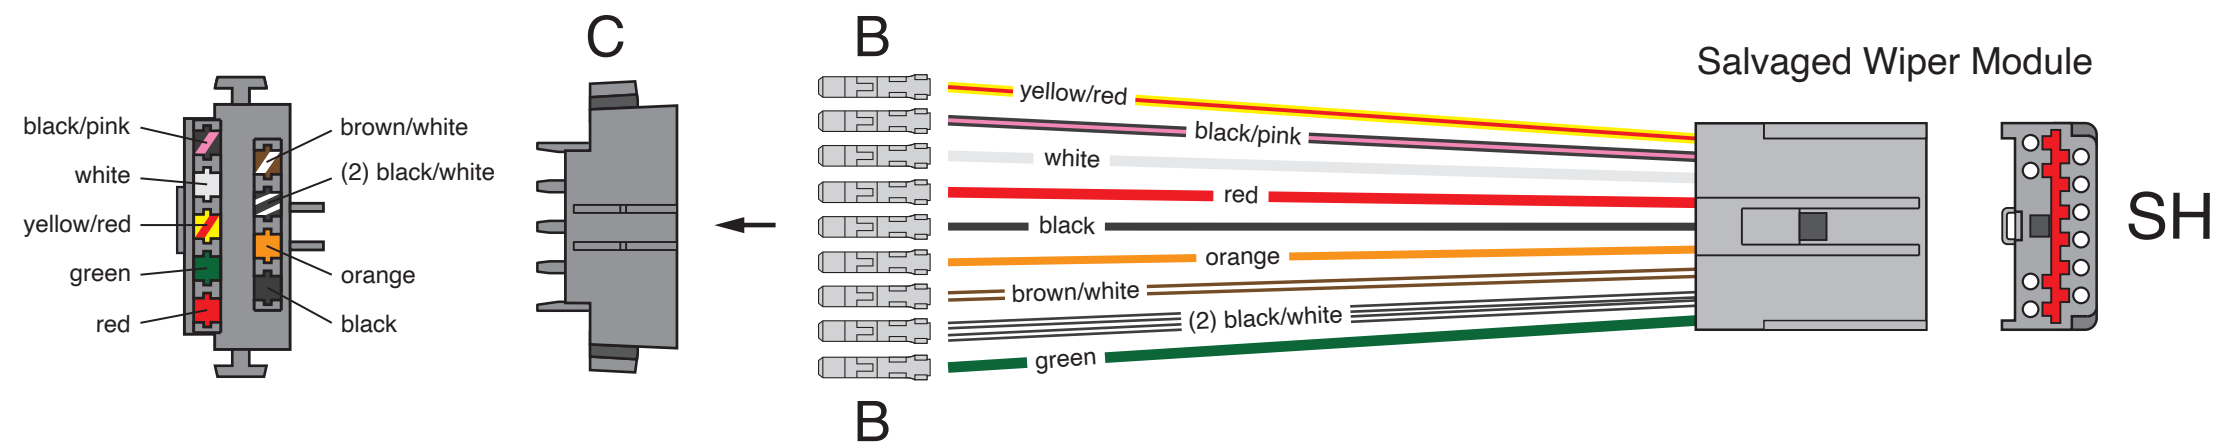 C
B
Salvaged Wiper Module
black/pink
white
yellow/red
green
red
brown/white
(2) black/white
orange
black
yellow/red
black/pink
white
red
black
orange
brown/white
(2) black/white
green
SH
B